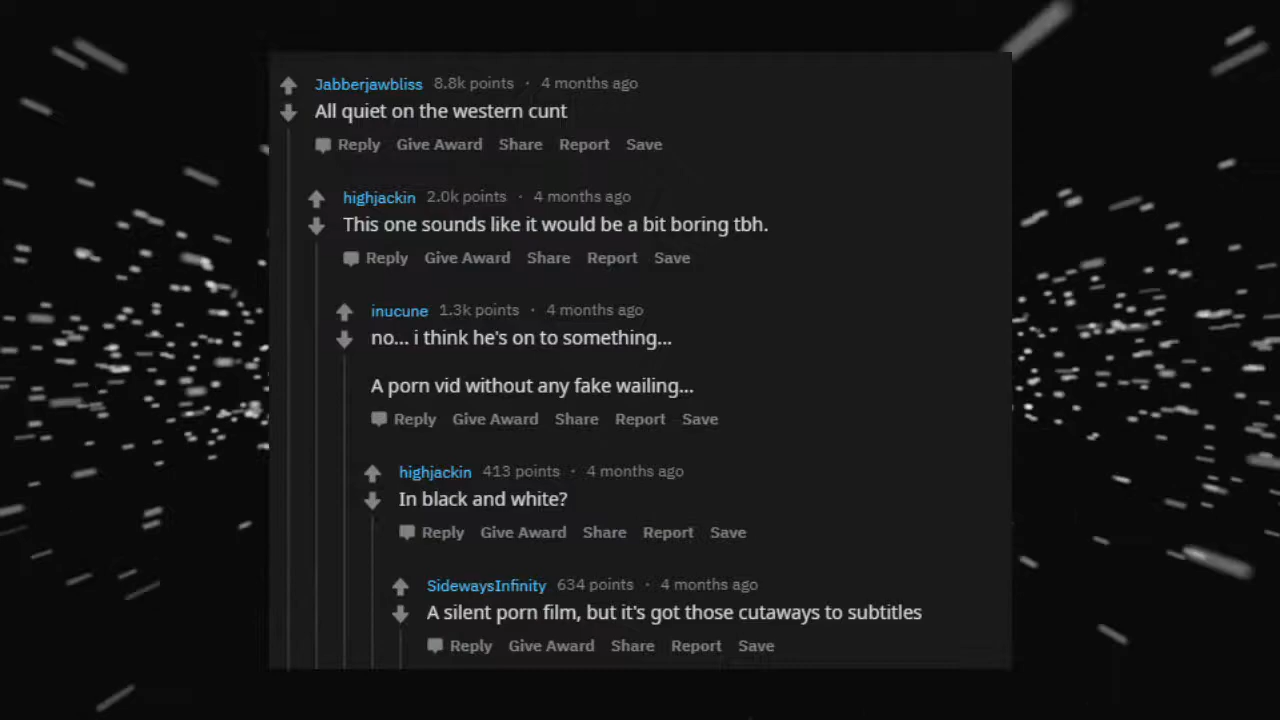 Jabberjawbliss 8.8k points · 4 months ago
All quiet on the western cunt
Reply Give Award Share Report Save
highjackin 2.0k points · 4 months ago
This one sounds like it would be a bit boring tbh.
Reply Give Award Share Report Save
inucune 1.3k points · 4 months ago
no... i think he's on to something...
A porn vid without any fake wailing...
Reply Give Award Share Report Save
highjackin 413 points · 4 months ago
In black and white?
Reply Give Award Share Report Save
SidewaysInfinity 634 points · 4 months ago
A silent porn film, but it's got those cutaways to subtitles
Reply Give Award Share Report Save